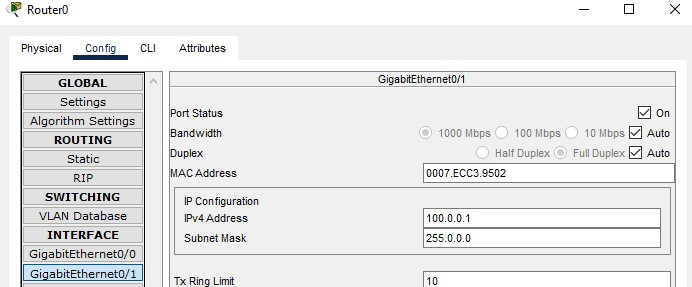 Router0
Physical Config CLI Attributes
GLOBAL
Settings
Algorithm Settings
ROUTING
Static
RIP
SWITCHING
VLAN Database
INTERFACE
GigabitEthernet0/0
GigabitEthernet0/1
GigabitEthernet0/1
Port Status On
Bandwidth 1000 Mbps 100 Mbps 10 Mbps Auto
Duplex Half Duplex Full Duplex Auto
MAC Address 0007.ECC3.9502
IP Configuration
IPv4 Address 100.0.0.1
Subnet Mask 255.0.0.0
Tx Ring Limit 10